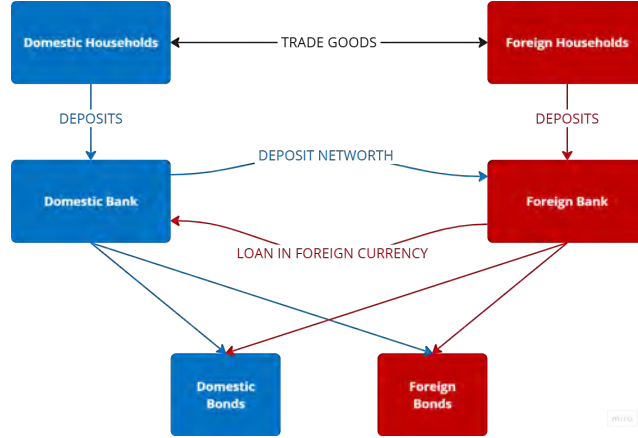 Domestic Households
TRADE GOODS
Foreign Households
DEPOSITS
DEPOSITS
DEPOSIT NETWORTH
Domestic Bank
Foreign Bank
LOAN IN FOREIGN CURRENCY
Domestic
Bonds
Foreign
Bonds
miro